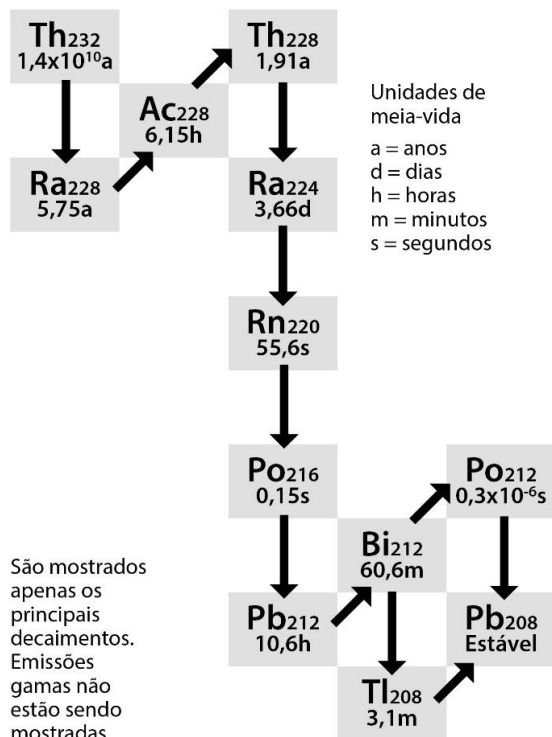 Th232
1,4x10¹⁰a
Th228
1,91a
Ac228
6,15h
Ra228
5,75a
Ra224
3,66d
Unidades de
meia-vida
a = anos
d = dias
h = horas
m = minutos
s = segundos
Rn220
55,6s
Po216
0,15s
Po212
0,3x10⁻⁶s
Bi212
60,6m
Pb212
10,6h
Pb208
Estável
Tl208
3,1m
São mostrados
apenas os
principais
decaimentos.
Emissões
gamas não
estão sendo
mostradas